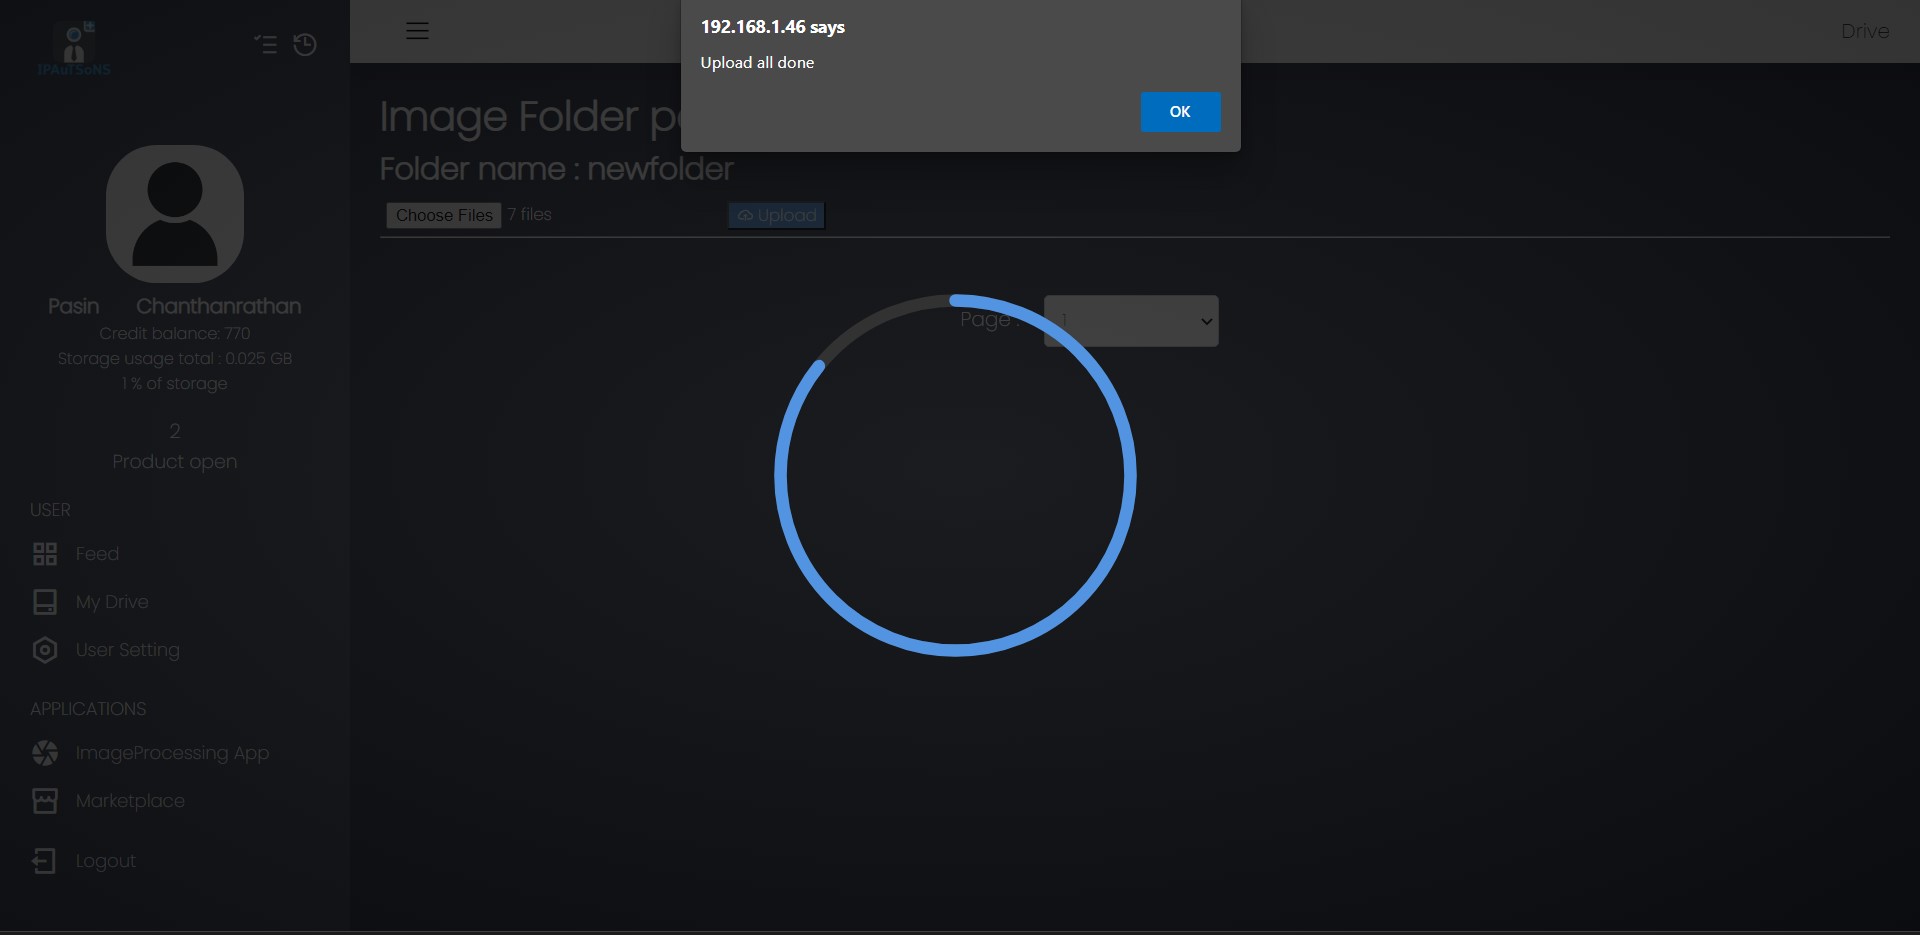 IPAuTSoNS
Pasin Chanthanrathan
Credit balance: 770
Storage usage total : 0.025 GB
1 % of storage
2
Product open
USER
Feed
My Drive
User Setting
APPLICATIONS
ImageProcessing App
Marketplace
Logout
Drive
192.168.1.46 says
Upload all done
OK
Image Folder
Folder name : newfolder
Choose Files 7 files
Upload
Page : 1